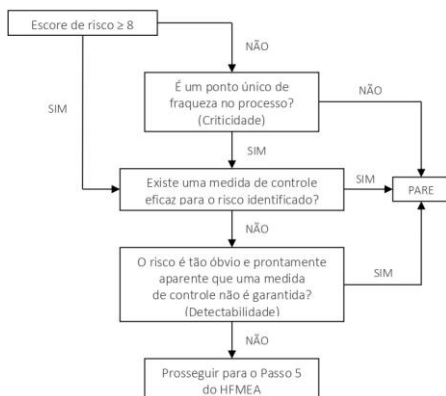 Escore de risco ≥ 8
NÃO
É um ponto único de
fraqueza no processo?
(Criticidade)
NÃO
SIM
SIM
Existe uma medida de controle
eficaz para o risco identificado?
SIM
PARE
NÃO
O risco é tão óbvio e prontamente
aparente que uma medida
de controle não é garantida?
(Detectabilidade)
SIM
NÃO
Prosseguir para o Passo 5
do HFMEA